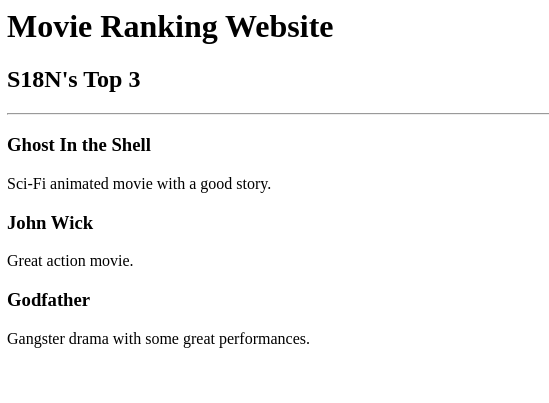 Movie Ranking Website
S18N's Top 3
Ghost In the Shell
Sci-Fi animated movie with a good story.
John Wick
Great action movie.
Godfather
Gangster drama with some great performances.